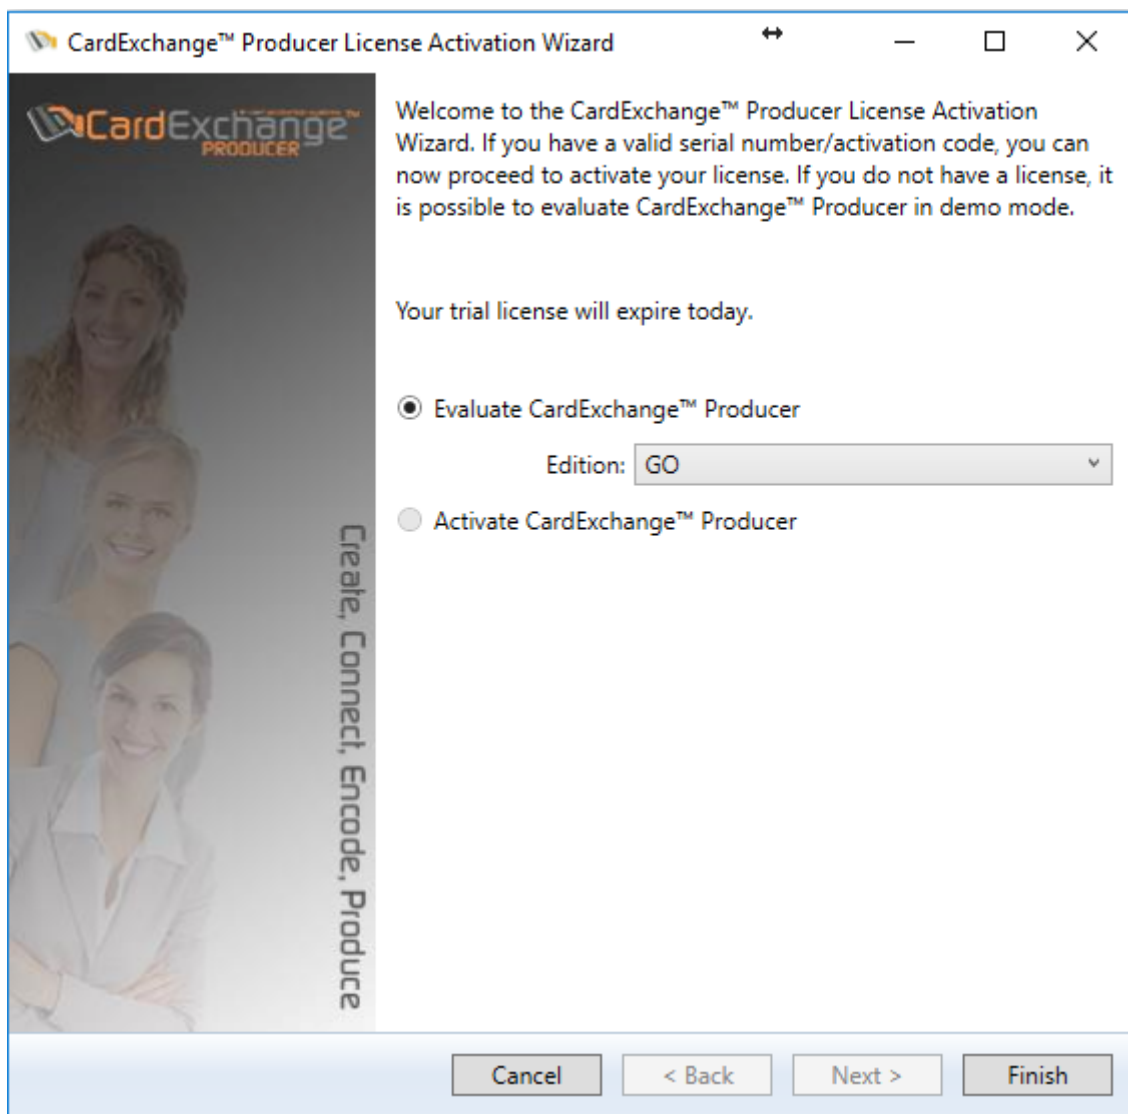 CardExchange™ Producer License Activation Wizard
CardExchange™
PRODUCER
Welcome to the CardExchange™ Producer License Activation
Wizard. If you have a valid serial number/activation code, you can
now proceed to activate your license. If you do not have a license, it
is possible to evaluate CardExchange™ Producer in demo mode.
Your trial license will expire today.
Evaluate CardExchange™ Producer
Edition: GO
Activate CardExchange™ Producer
Create, Connect, Encode, Produce
Cancel < Back Next > Finish